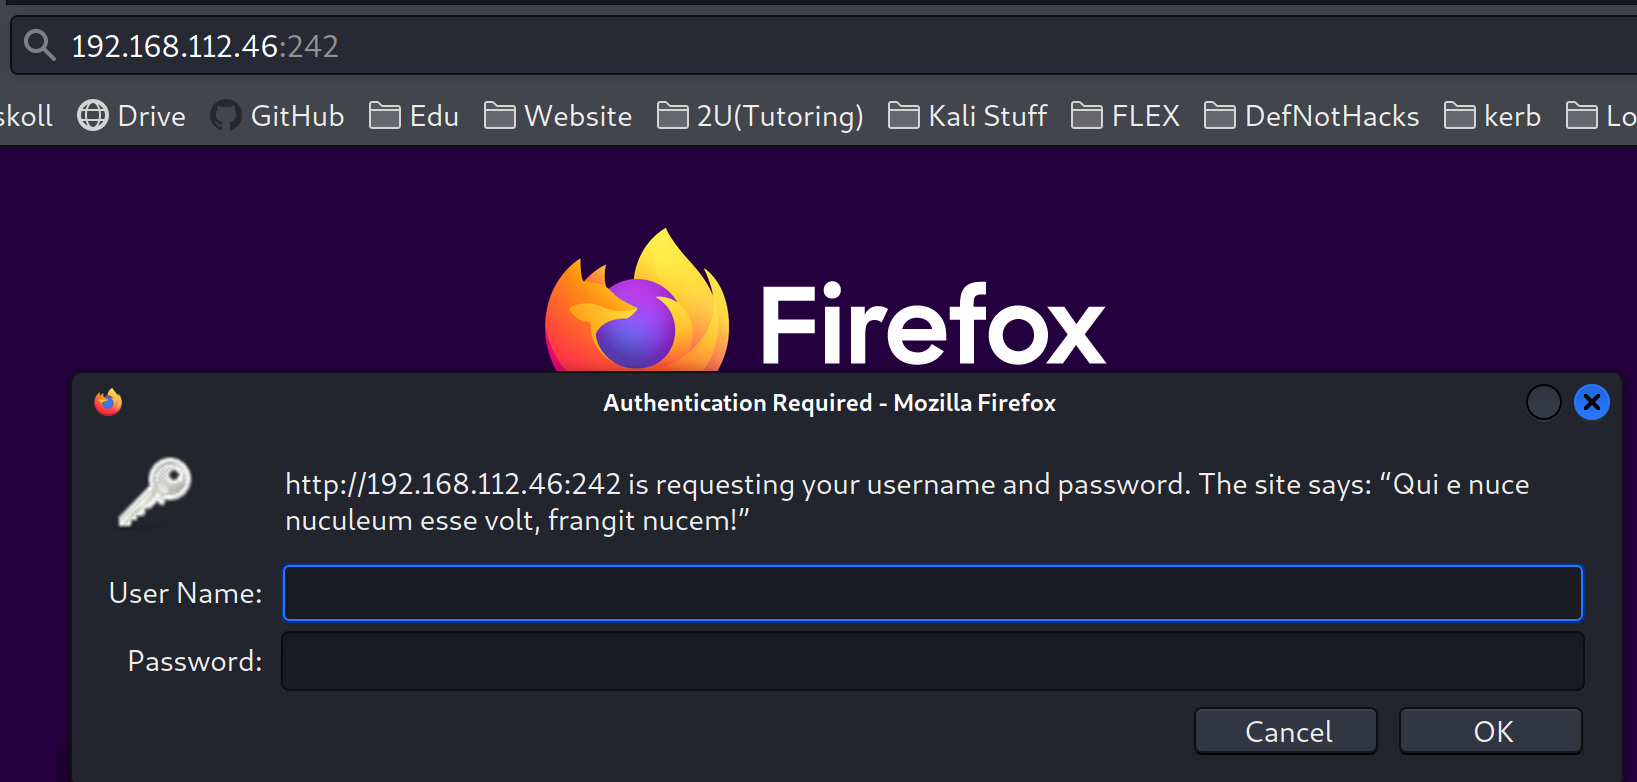 192.168.112.46:242
skoll Drive GitHub Edu Website 2U(Tutoring) Kali Stuff FLEX DefNotHacks kerb Lo
Firefox
Authentication Required - Mozilla Firefox
http://192.168.112.46:242 is requesting your username and password. The site says: “Qui e nuce
nuculeum esse volt, frangit nucem!”
User Name:
Password:
Cancel OK